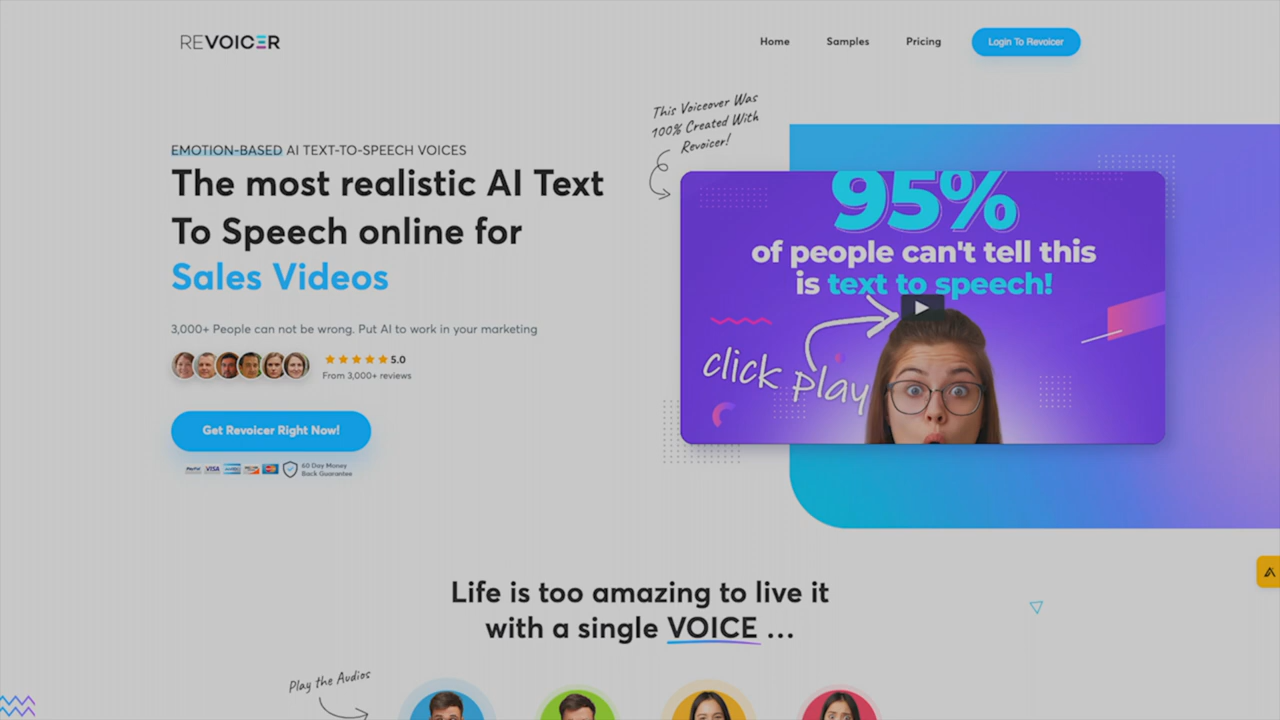 REVOICER
Home
Samples
Pricing
Login To Revoicer
This Voiceover Was
100% Created With
Revoicer!
EMOTION-BASED AI TEXT-TO-SPEECH VOICES
The most realistic AI Text
To Speech online for
Sales Videos
3,000+ People can not be wrong. Put AI to work in your marketing
5.0
From 3,000+ reviews
Get Revoicer Right Now!
PayPal
VISA
60 Day Money
Back Guarantee
95%
of people can't tell this
is text to speech!
click play
Life is too amazing to live it
with a single VOICE ...
Play the Audios